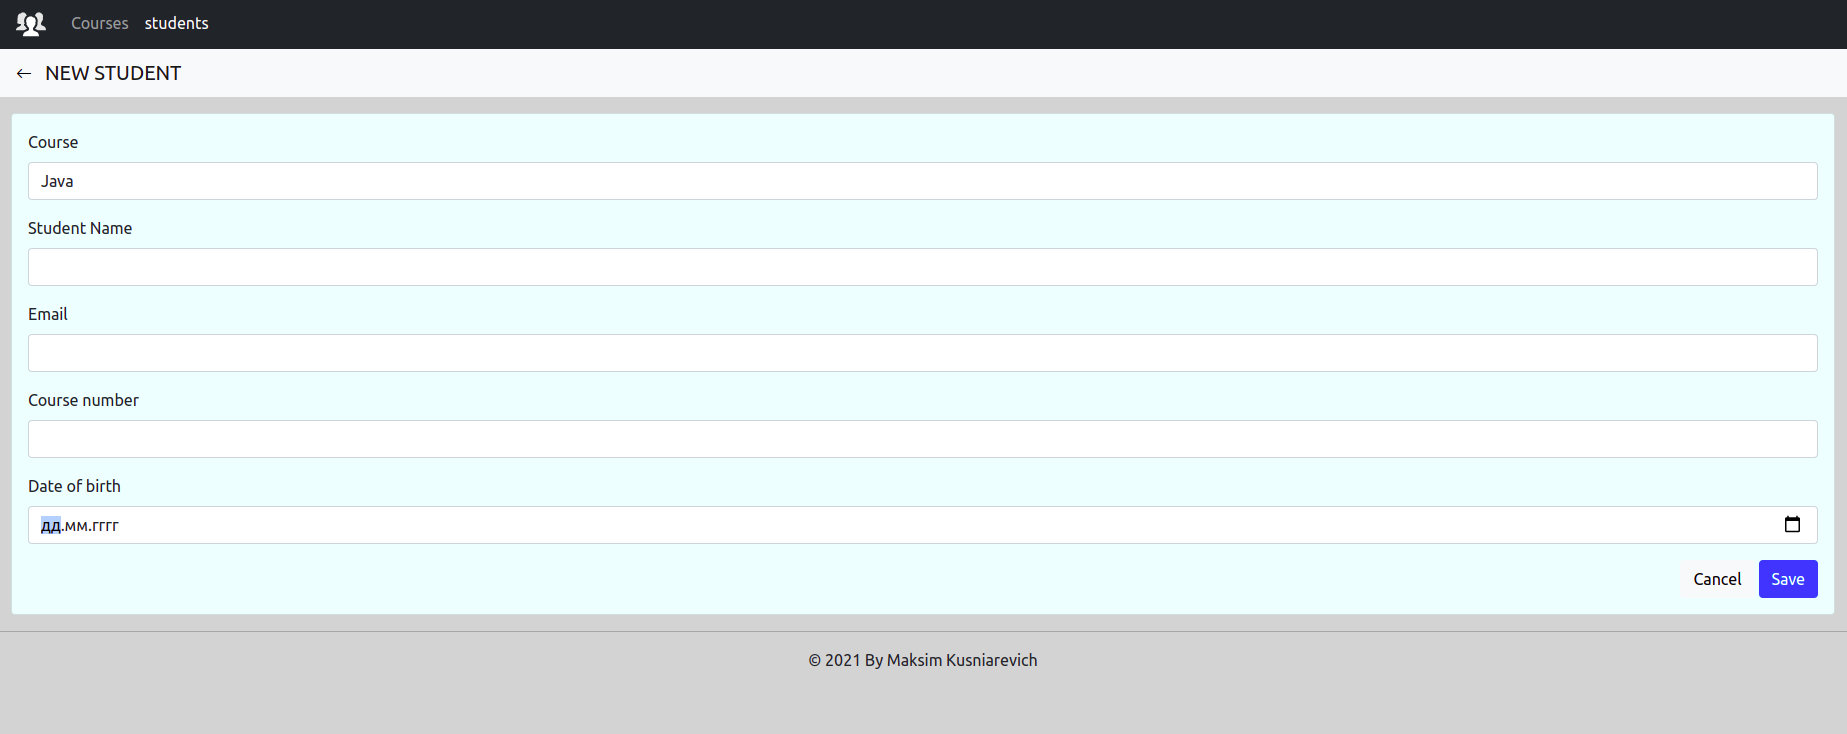 Courses students
← NEW STUDENT
Course
Java
Student Name
Email
Course number
Date of birth
дд.мм.гггг
Cancel Save
© 2021 By Maksim Kusniarevich